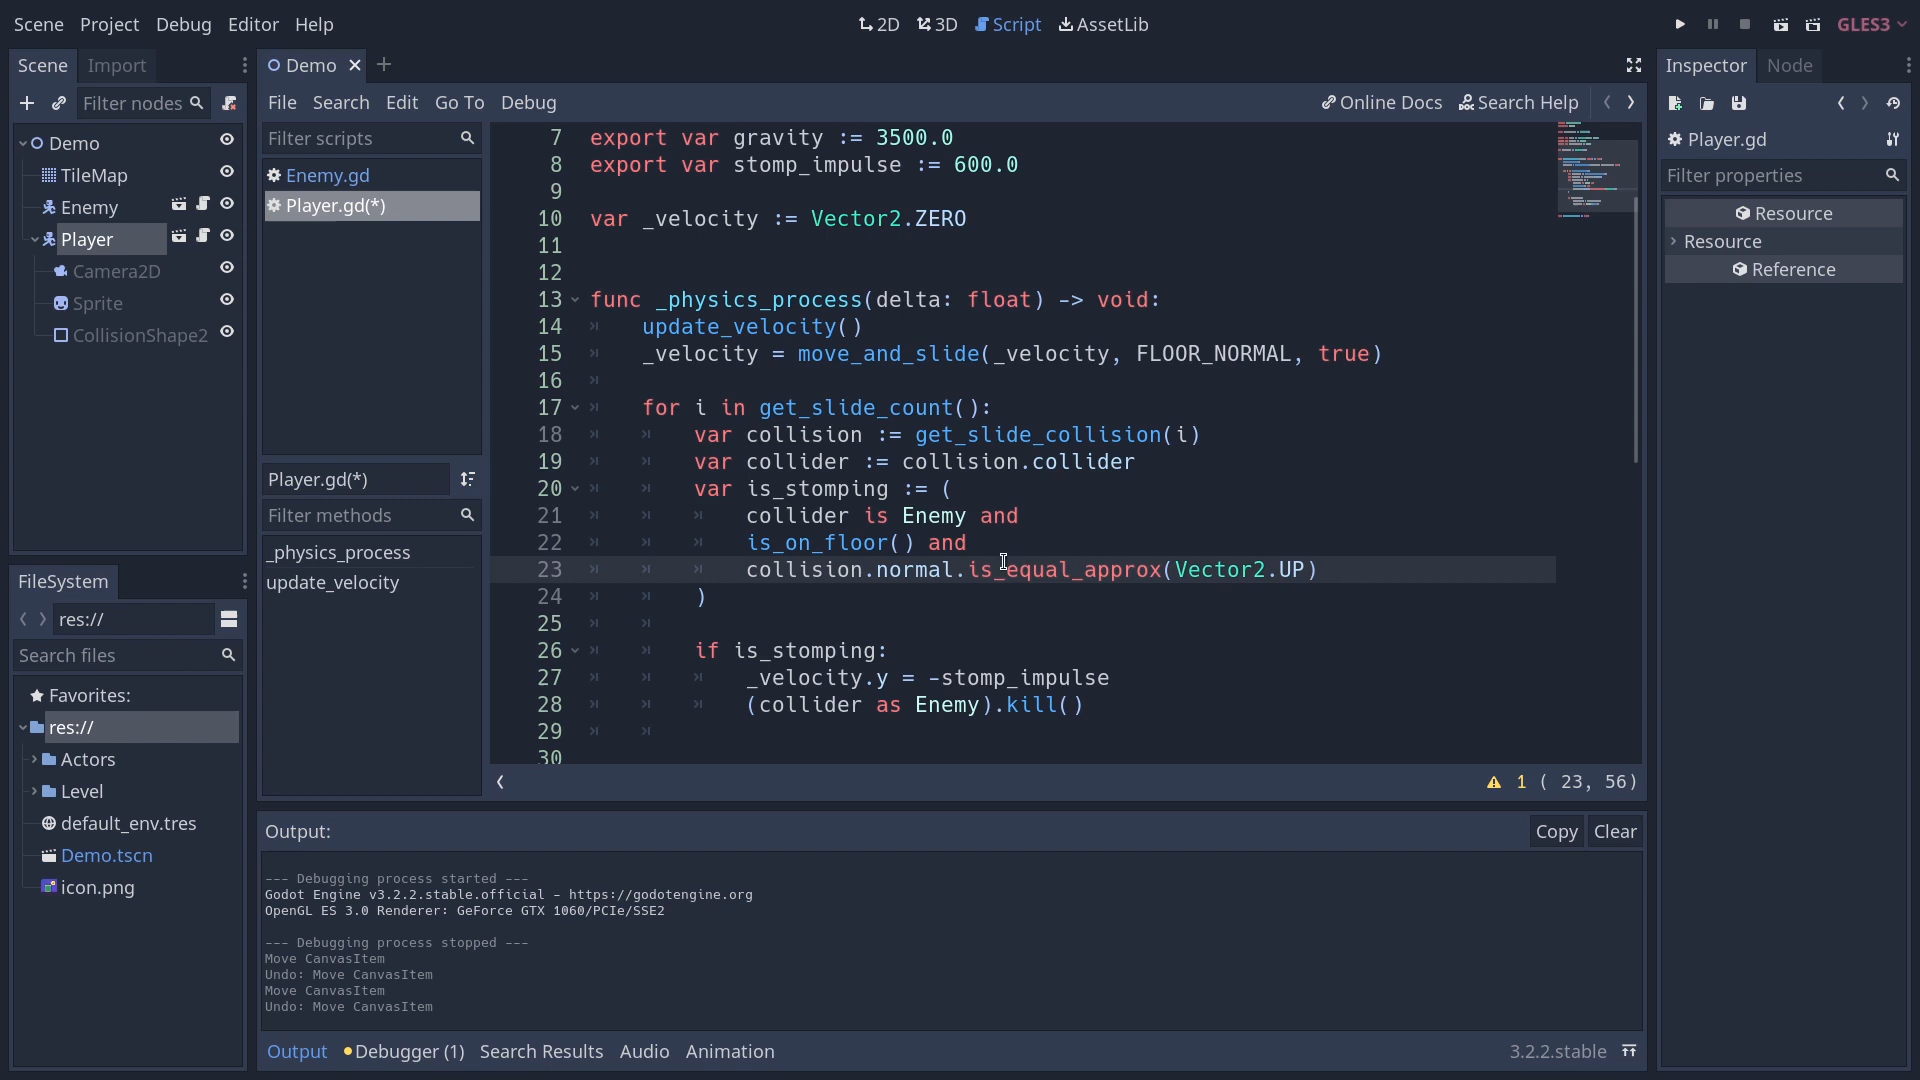 Scene Project Debug Editor Help
2D 3D Script AssetLib
GLES3
Scene Import
Filter nodes
Demo
TileMap
Enemy
Player
Camera2D
Sprite
CollisionShape2
FileSystem
res://
Search files
Favorites:
res://
Actors
Level
default_env.tres
Demo.tscn
icon.png
Demo
File Search Edit Go To Debug
Online Docs Search Help
Filter scripts
Enemy.gd
Player.gd(*)
Player.gd(*)
Filter methods
_physics_process
update_velocity
7 export var gravity := 3500.0
8 export var stomp_impulse := 600.0
9
10 var _velocity := Vector2.ZERO
11
12
13 func _physics_process(delta: float) -> void:
14 update_velocity()
15 _velocity = move_and_slide(_velocity, FLOOR_NORMAL, true)
16
17 for i in get_slide_count():
18 var collision := get_slide_collision(i)
19 var collider := collision.collider
20 var is_stomping := (
21 collider is Enemy and
22 is_on_floor() and
23 collision.normal.is_equal_approx(Vector2.UP)
24 )
25
26 if is_stomping:
27 _velocity.y = -stomp_impulse
28 (collider as Enemy).kill()
29
30
1 ( 23, 56)
Output:
Copy Clear
--- Debugging process started ---
Godot Engine v3.2.2.stable.official - https://godotengine.org
OpenGL ES 3.0 Renderer: GeForce GTX 1060/PCIe/SSE2
--- Debugging process stopped ---
Move CanvasItem
Undo: Move CanvasItem
Move CanvasItem
Undo: Move CanvasItem
Output Debugger (1) Search Results Audio Animation
3.2.2.stable
Inspector Node
Player.gd
Filter properties
Resource
Resource
Reference